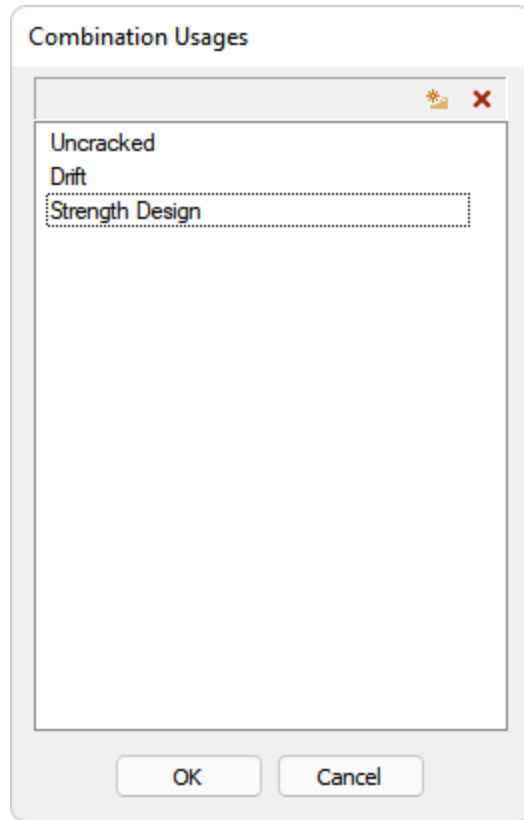 Combination Usages
Uncracked
Drift
Strength Design
OK
Cancel